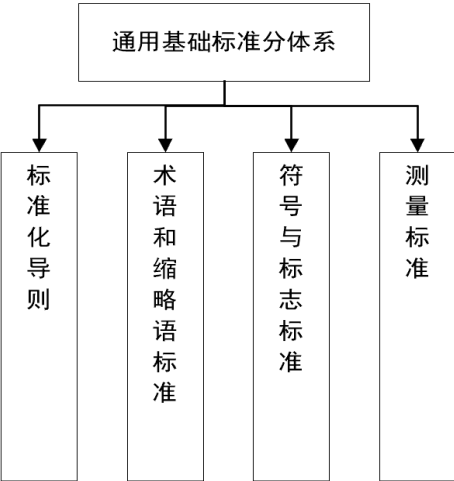 通用基础标准分体系
标准化导则
术语和缩略语标准
符号与标志标准
测量标准